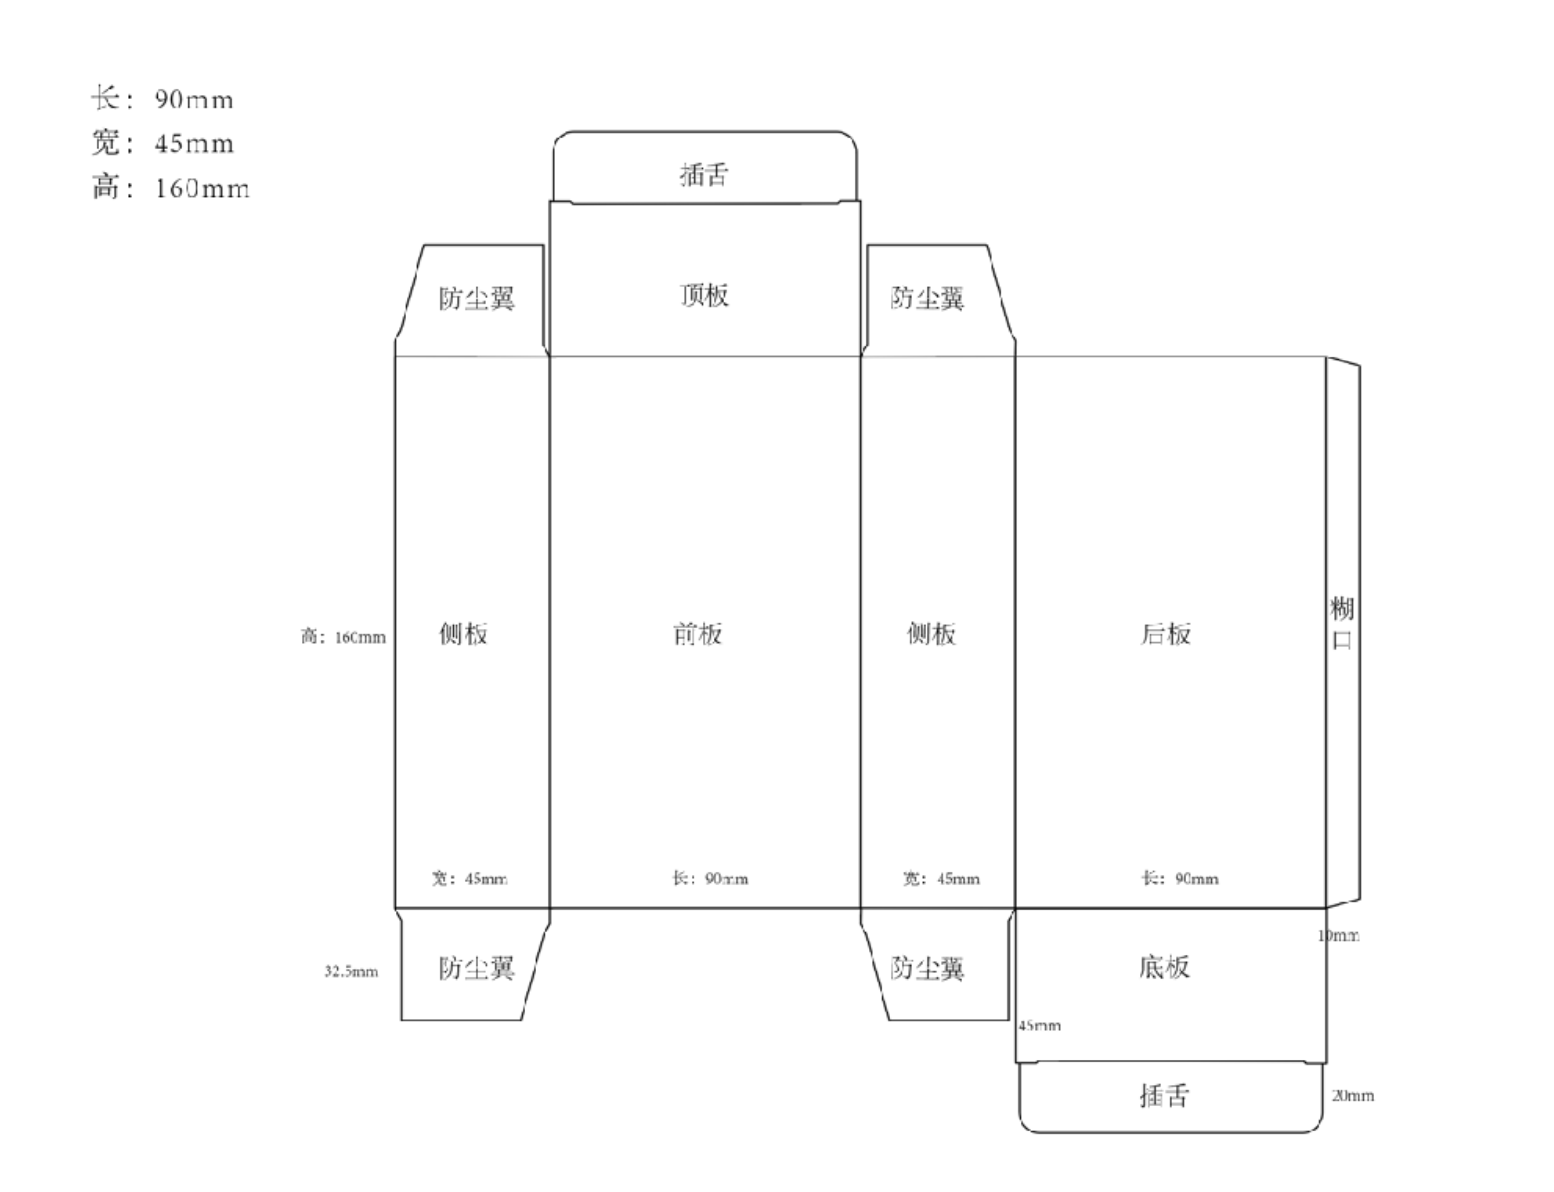 长：90mm
宽：45mm
高：160mm
插舌
防尘翼
顶板
防尘翼
高：160mm
侧板
前板
侧板
后板
糊
口
宽：45mm
长：90mm
宽：45mm
长：90mm
10mm
32.5mm
防尘翼
防尘翼
底板
45mm
插舌
20mm